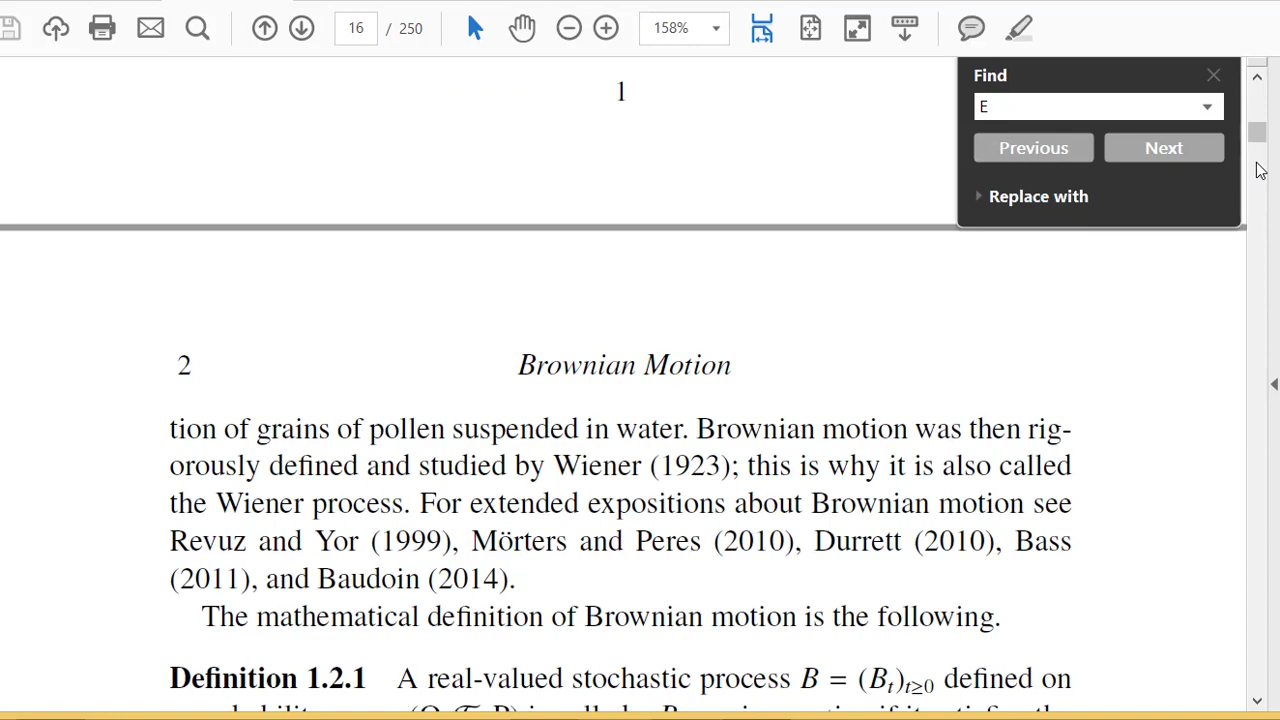 16 / 250 158%
Find
E
Previous Next
Replace with
1
2 Brownian Motion
tion of grains of pollen suspended in water. Brownian motion was then rig-
orously defined and studied by Wiener (1923); this is why it is also called
the Wiener process. For extended expositions about Brownian motion see
Revuz and Yor (1999), Mörters and Peres (2010), Durrett (2010), Bass
(2011), and Baudoin (2014).
The mathematical definition of Brownian motion is the following.
Definition 1.2.1 A real-valued stochastic process B = (Bₜ)ₜ≥₀ defined on